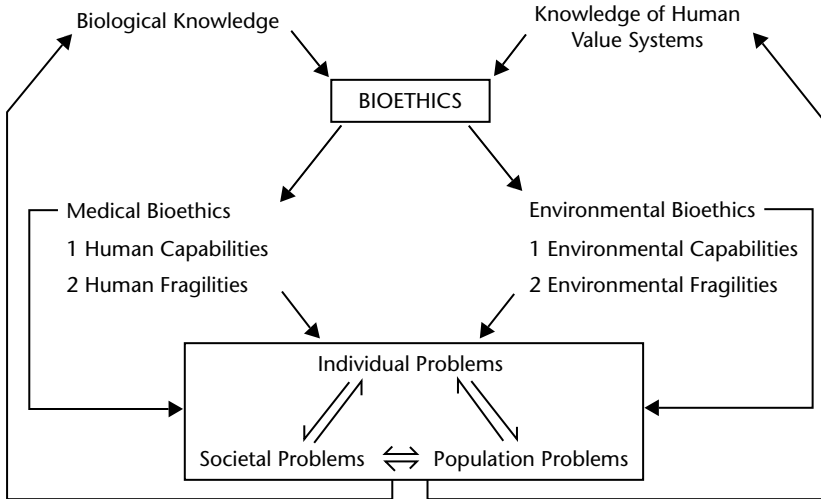 Biological Knowledge
Knowledge of Human
Value Systems
BIOETHICS
Medical Bioethics
1 Human Capabilities
2 Human Fragilities
Environmental Bioethics
1 Environmental Capabilities
2 Environmental Fragilities
Individual Problems
Societal Problems
Population Problems